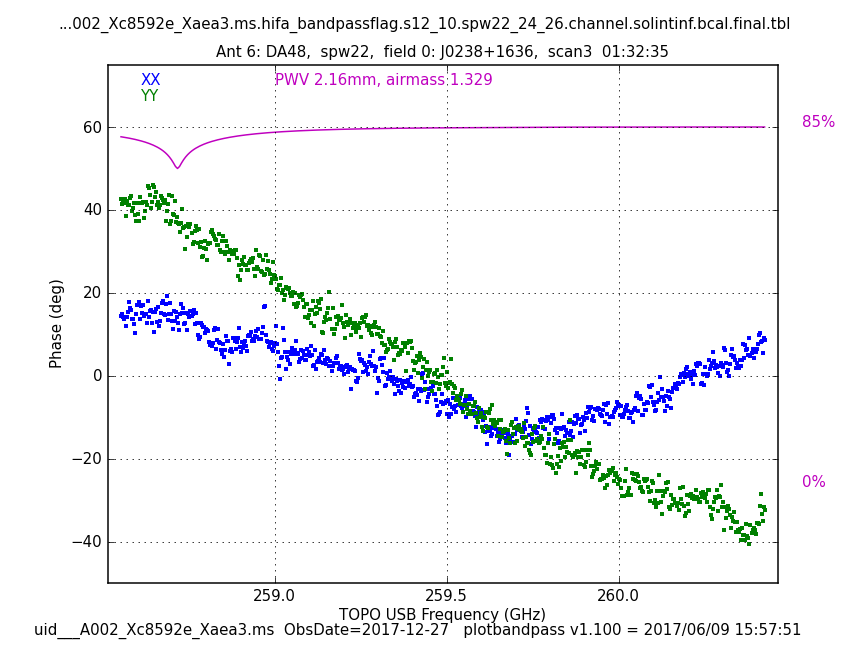 ...002_Xc8592e_Xaea3.ms.hifa_bandpassflag.s12_10.spw22_24_26.channel.solintinf.bcal.final.tbl
Ant 6: DA48,  spw22,  field 0: J0238+1636,  scan3  01:32:35
XX
PWV 2.16mm, airmass 1.329
YY
85%
60
40
20
0
−20
−40
0%
Phase (deg)
259.0
259.5
260.0
TOPO USB Frequency (GHz)
uid___A002_Xc8592e_Xaea3.ms  ObsDate=2017-12-27   plotbandpass v1.100 = 2017/06/09 15:57:51